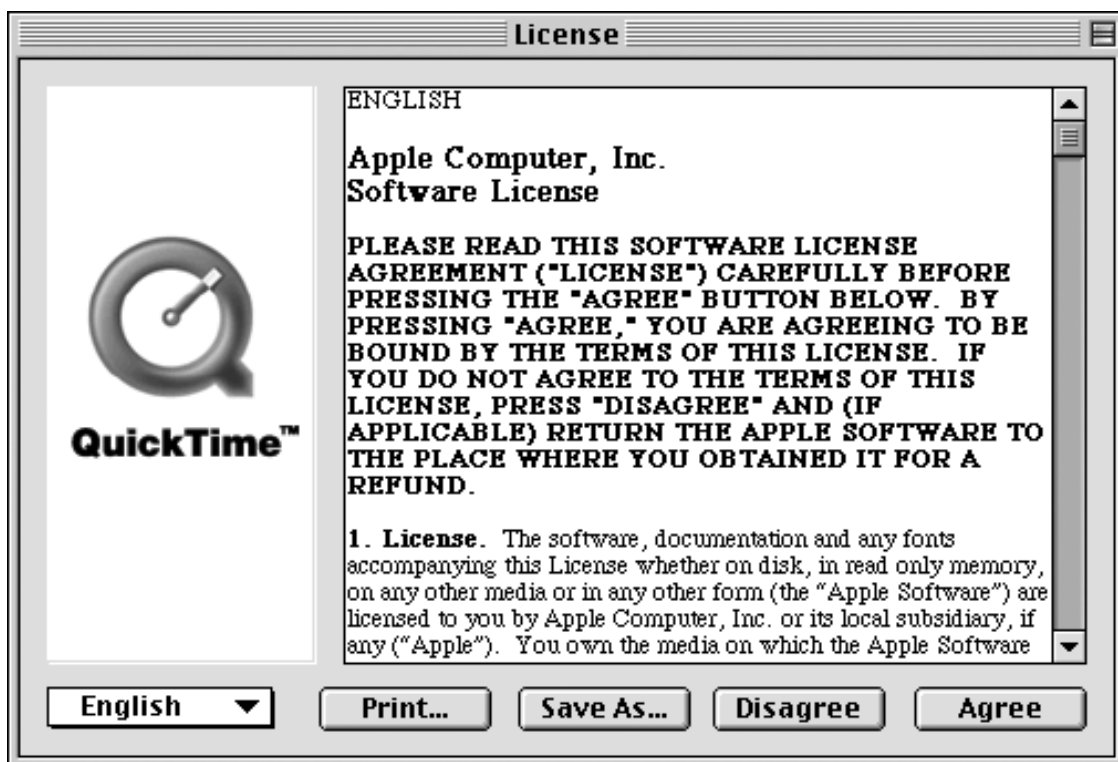 License
QuickTime™
ENGLISH
Apple Computer, Inc.
Software License
PLEASE READ THIS SOFTWARE LICENSE
AGREEMENT ("LICENSE") CAREFULLY BEFORE
PRESSING THE "AGREE" BUTTON BELOW.  BY
PRESSING "AGREE," YOU ARE AGREEING TO BE
BOUND BY THE TERMS OF THIS LICENSE.  IF
YOU DO NOT AGREE TO THE TERMS OF THIS
LICENSE, PRESS "DISAGREE" AND (IF
APPLICABLE) RETURN THE APPLE SOFTWARE TO
THE PLACE WHERE YOU OBTAINED IT FOR A
REFUND.
1. License.  The software, documentation and any fonts
accompanying this License whether on disk, in read only memory,
on any other media or in any other form (the “Apple Software”) are
licensed to you by Apple Computer, Inc. or its local subsidiary, if
any (“Apple”).  You own the media on which the Apple Software
English
Print...
Save As...
Disagree
Agree